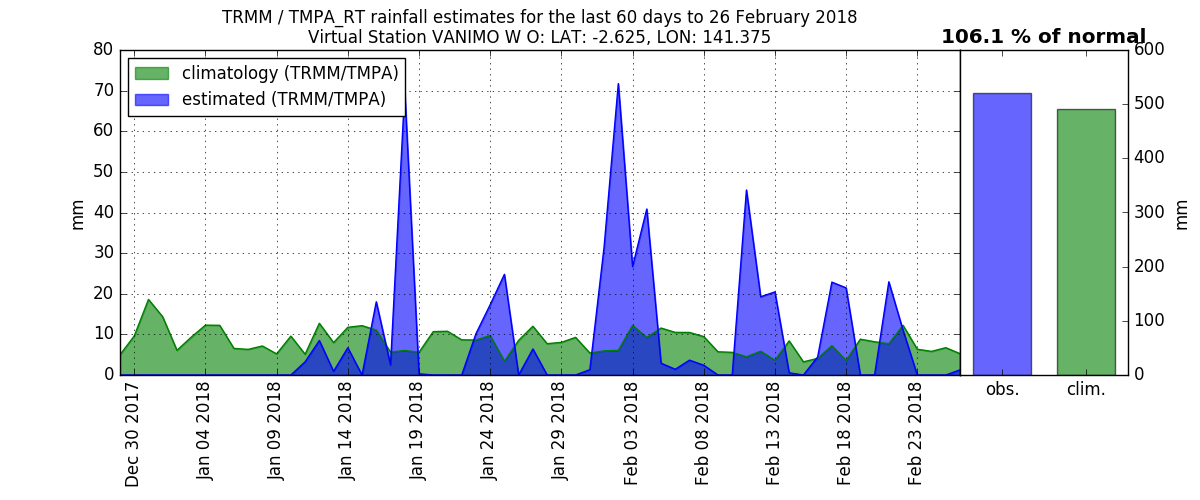 TRMM / TMPA_RT rainfall estimates for the last 60 days to 26 February 2018
Virtual Station VANIMO W O: LAT: -2.625, LON: 141.375
106.1 % of normal
climatology (TRMM/TMPA)
estimated (TRMM/TMPA)
80
70
60
50
40
30
20
10
0
mm
Dec 30 2017
Jan 04 2018
Jan 09 2018
Jan 14 2018
Jan 19 2018
Jan 24 2018
Jan 29 2018
Feb 03 2018
Feb 08 2018
Feb 13 2018
Feb 18 2018
Feb 23 2018
600
500
400
300
200
100
0
mm
obs.
clim.